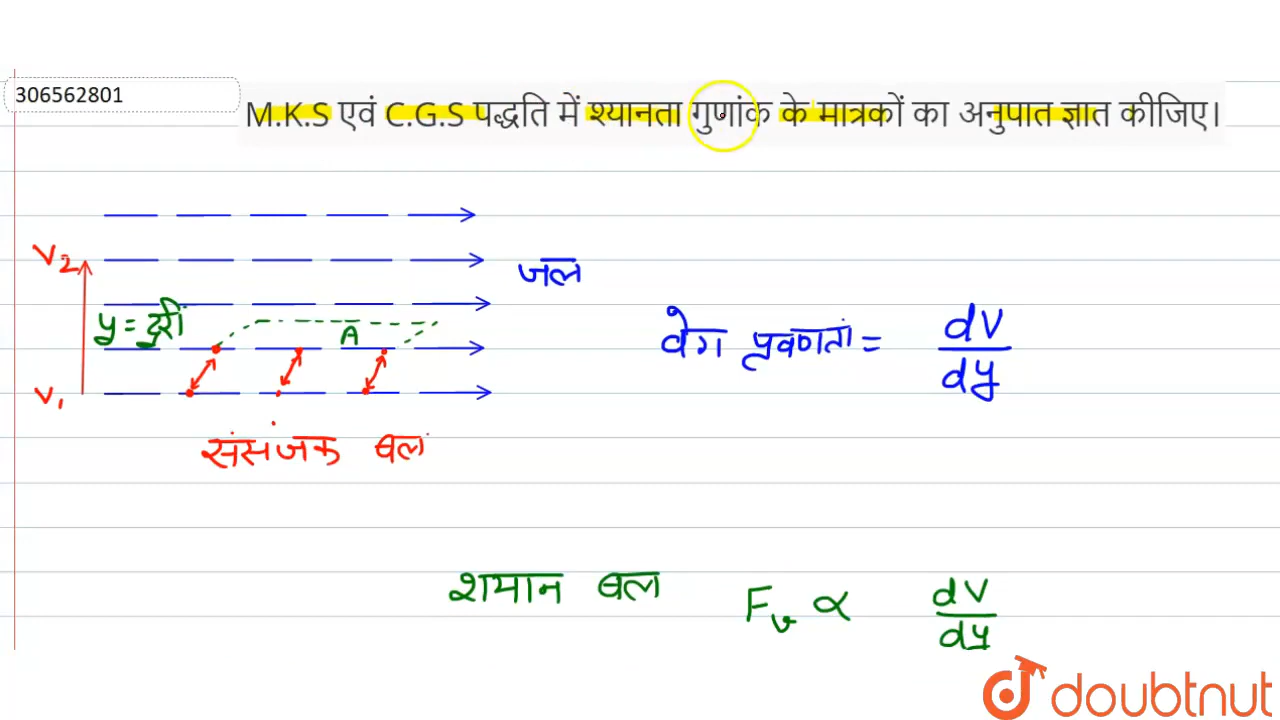 306562801
M.K.S एवं C.G.S पद्धति में श्यानता गुणांक के मात्रकों का अनुपात ज्ञात कीजिए।
V2
जल
y = दूरी
A
वेग प्रवणता = dv/dy
V1
संसंजक बल
शयान बल Fv ∝ dv/dy
doubtnut